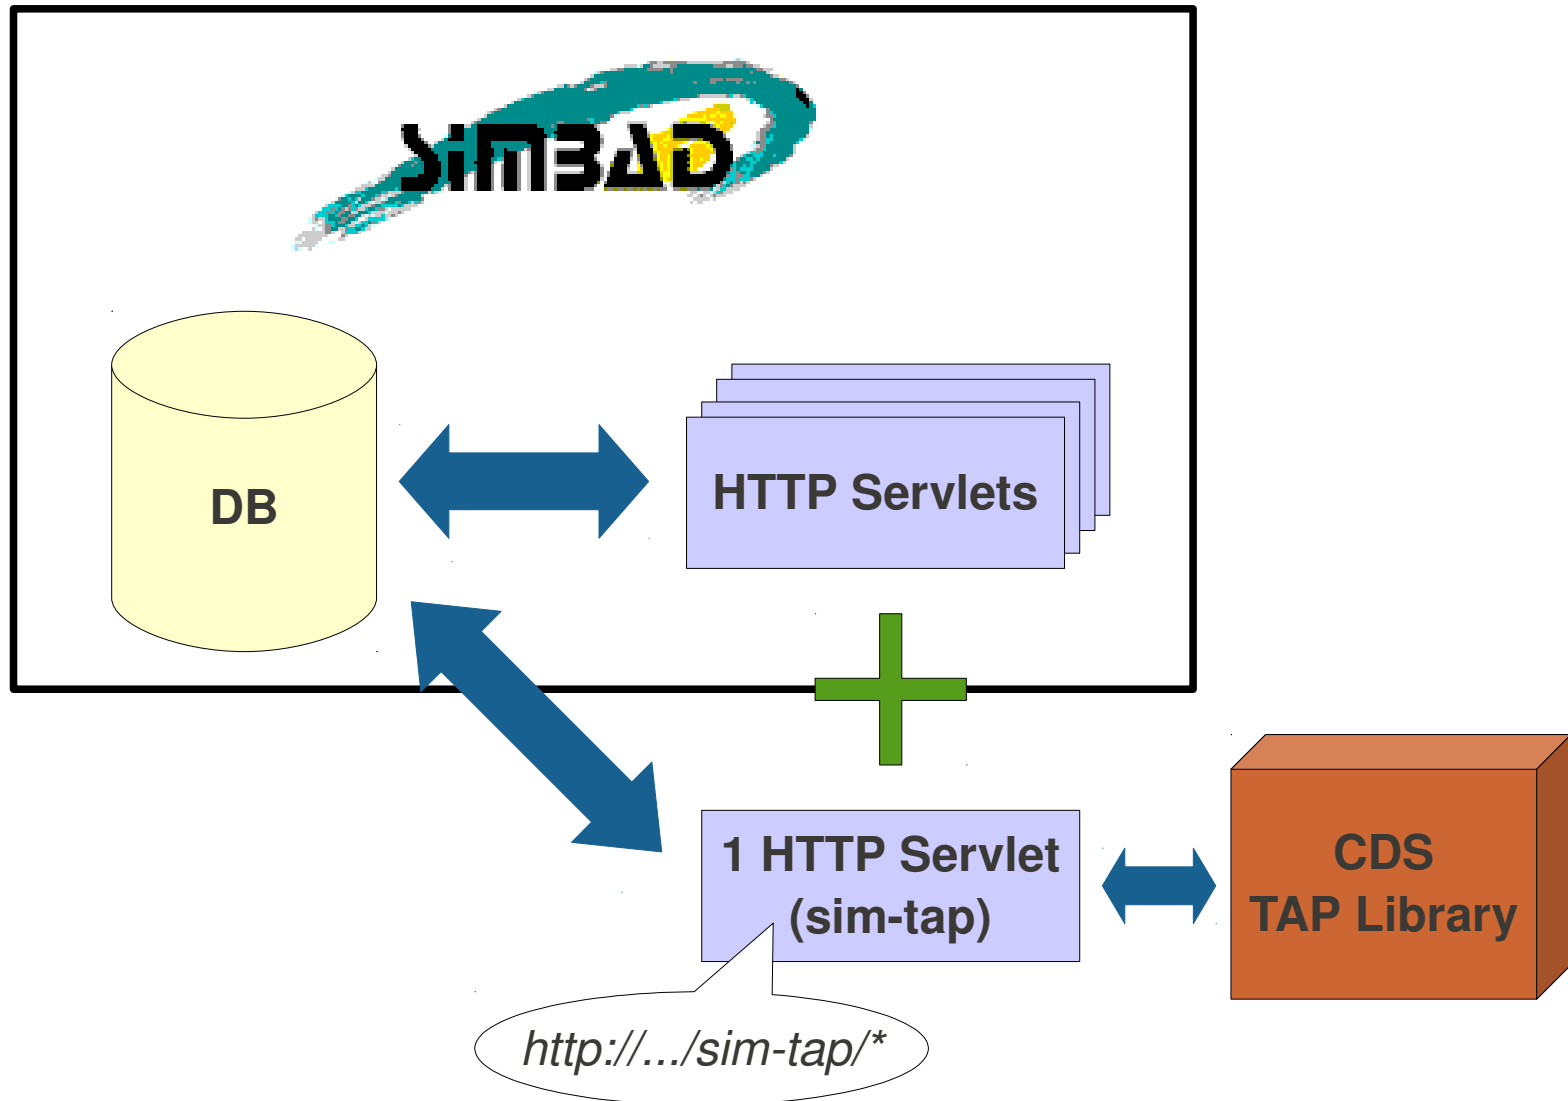 SiMBAD
DB
HTTP Servlets
1 HTTP Servlet
(sim-tap)
CDS
TAP Library
http://.../sim-tap/*